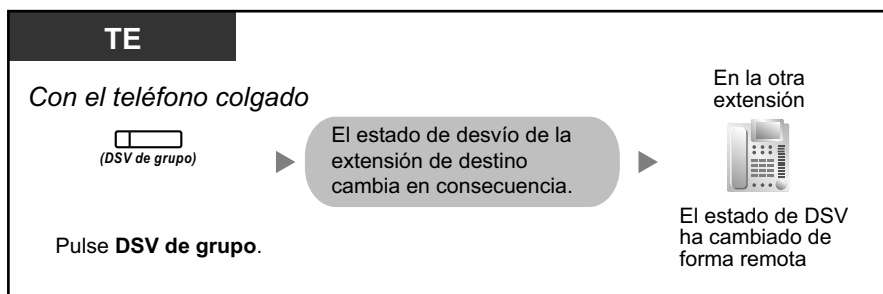 TE
Con el teléfono colgado
(DSV de grupo)
Pulse DSV de grupo.
El estado de desvío de la
extensión de destino
cambia en consecuencia.
En la otra
extensión
El estado de DSV
ha cambiado de
forma remota